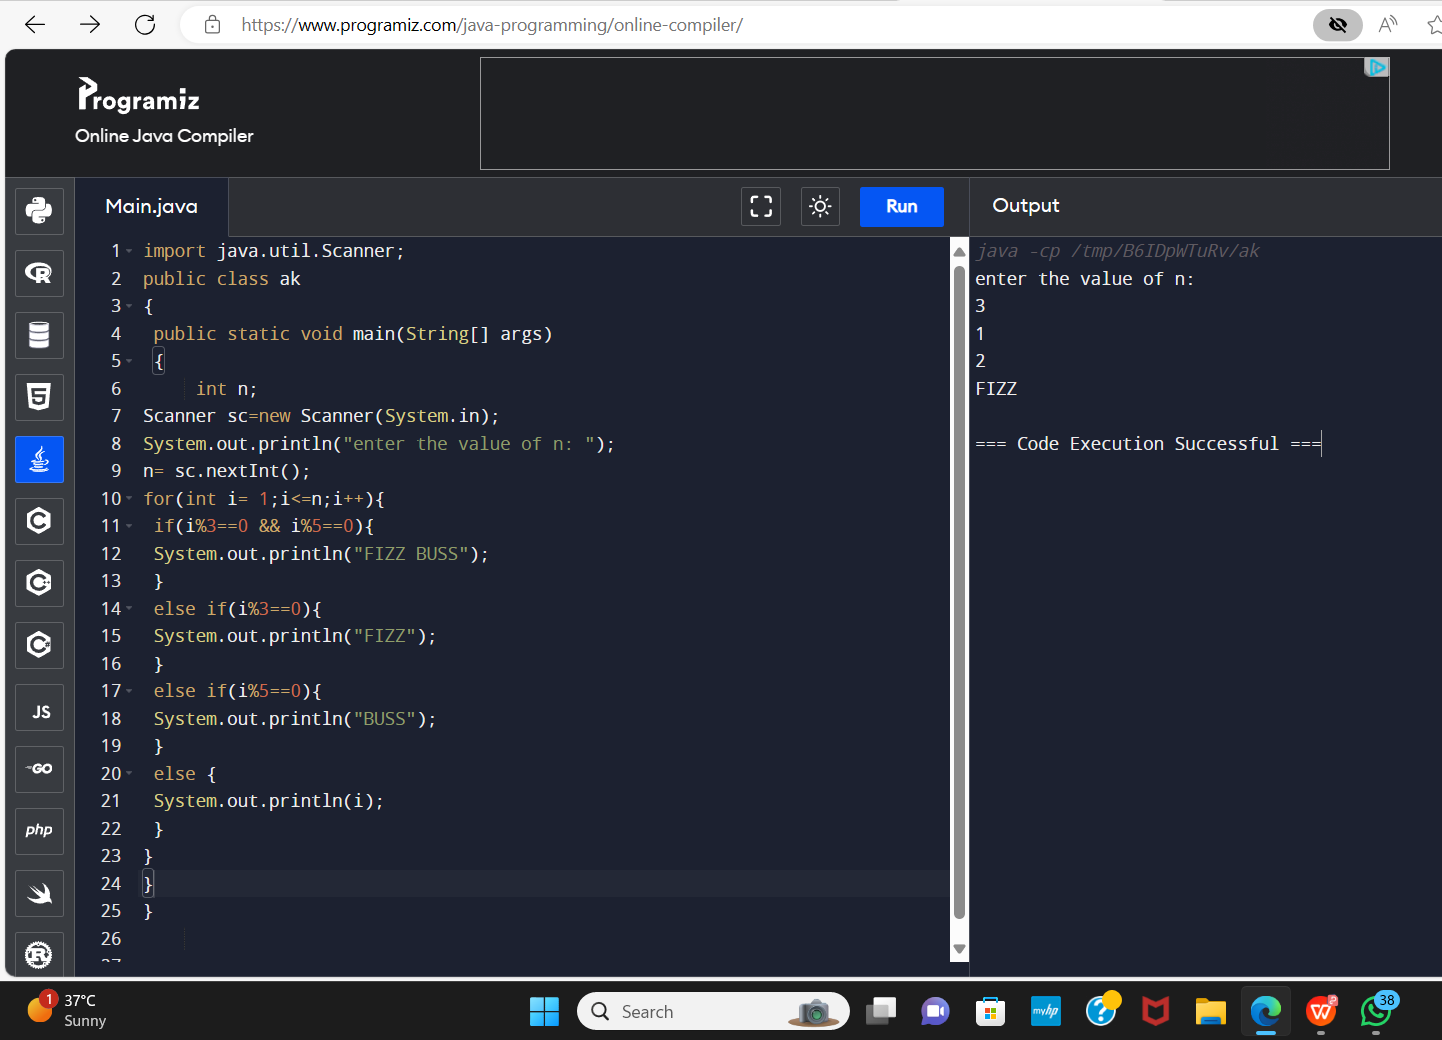 https://www.programiz.com/java-programming/online-compiler/
Programiz
Online Java Compiler
Main.java
Run
Output
1 import java.util.Scanner;
2 public class ak
3 {
4 public static void main(String[] args)
5 {
6 int n;
7 Scanner sc=new Scanner(System.in);
8 System.out.println("enter the value of n: ");
9 n= sc.nextInt();
10 for(int i= 1;i<=n;i++){
11 if(i%3==0 && i%5==0){
12 System.out.println("FIZZ BUSS");
13 }
14 else if(i%3==0){
15 System.out.println("FIZZ");
16 }
17 else if(i%5==0){
18 System.out.println("BUSS");
19 }
20 else {
21 System.out.println(i);
22 }
23 }
24 }
25 }
26
java -cp /tmp/B6IDpWTuRv/ak
enter the value of n:
3
1
2
FIZZ
=== Code Execution Successful ===
R
5
C
C++
C#
JS
GO
php
R
1
37°C
Sunny
Search
myhp
?
W
38